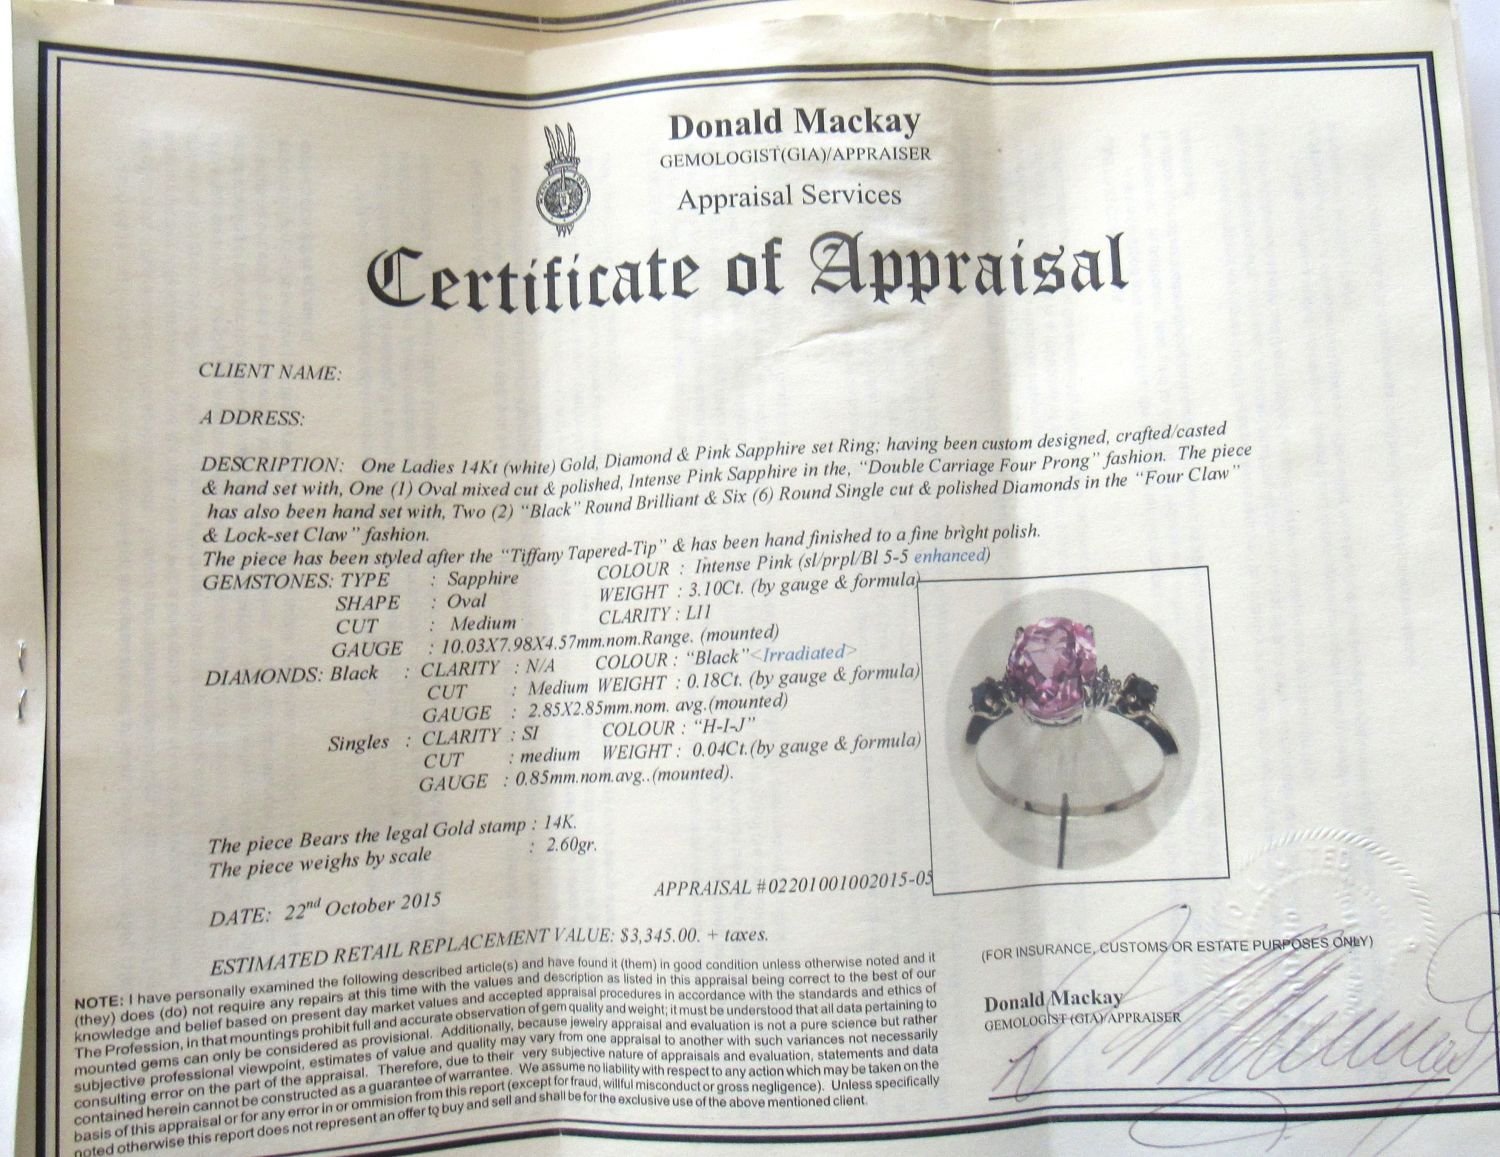 Donald Mackay
GEMOLOGIST(GIA)/APPRAISER
Appraisal Services
Certificate of Appraisal
CLIENT NAME:
A DDRESS:
DESCRIPTION: One Ladies 14Kt (white) Gold, Diamond & Pink Sapphire set Ring; having been custom designed, crafted/casted
& hand set with, One (1) Oval mixed cut & polished, Intense Pink Sapphire in the, "Double Carriage Four Prong" fashion. The piece
has also been hand set with, Two (2) "Black" Round Brilliant & Six (6) Round Single cut & polished Diamonds in the "Four Claw"
& Lock-set Claw" fashion.
The piece has been styled after the "Tiffany Tapered-Tip" & has been hand finished to a fine bright polish.
GEMSTONES: TYPE : Sapphire COLOUR : Intense Pink (sl/prpl/Bl 5-5 enhanced)
SHAPE : Oval WEIGHT : 3.10Ct. (by gauge & formula)
CUT : Medium CLARITY : LI1
GAUGE : 10.03X7.98X4.57mm.nom.Range. (mounted)
DIAMONDS: Black : CLARITY : N/A COLOUR : "Black"<Irradiated>
CUT : Medium WEIGHT : 0.18Ct. (by gauge & formula)
GAUGE : 2.85X2.85mm.nom. avg.(mounted)
Singles : CLARITY : SI COLOUR : "H-I-J"
CUT : medium WEIGHT : 0.04Ct.(by gauge & formula)
GAUGE : 0.85mm.nom.avg..(mounted).
The piece Bears the legal Gold stamp : 14K.
The piece weighs by scale : 2.60gr.
DATE: 22nd October 2015 APPRAISAL #02201001002015-05
ESTIMATED RETAIL REPLACEMENT VALUE: $3,345.00. + taxes.
(FOR INSURANCE, CUSTOMS OR ESTATE PURPOSES ONLY)
NOTE: I have personally examined the following described article(s) and have found it (them) in good condition unless otherwise noted and it
(they) does (do) not require any repairs at this time with the values and description as listed in this appraisal being correct to the best of our
knowledge and belief based on present day market values and accepted appraisal procedures in accordance with the standards and ethics of
The Profession, in that mountings prohibit full and accurate observation of gem quality and weight; it must be understood that all data pertaining to
mounted gems can only be considered as provisional. Additionally, because jewelry appraisal and evaluation is not a pure science but rather
subjective professional viewpoint, estimates of value and quality may vary from one appraisal to another with such variances not necessarily
consulting error on the part of the appraisal. Therefore, due to their very subjective nature of appraisals and evaluation, statements and data
contained herein cannot be constructed as a guarantee of warrantee. We assume no liability with respect to any action which may be taken on the
basis of this appraisal or for any error in or ommision from this report (except for fraud, willful misconduct or gross negligence). Unless specifically
noted otherwise this report does not represent an offer to buy and sell and shall be for the exclusive use of the above mentioned client.
Donald Mackay
GEMOLOGIST (GIA)/APPRAISER